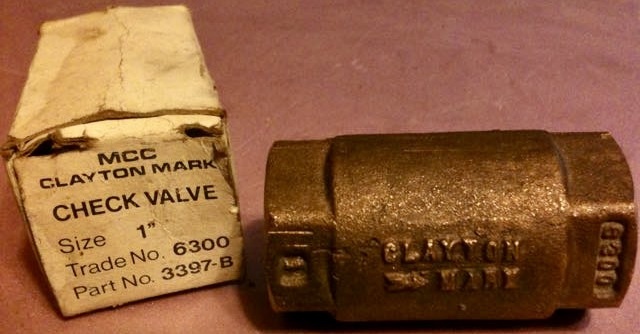 MCC
CLAYTON MARK
CHECK VALVE
Size 1"
Trade No. 6300
Part No. 3397-B
CLAYTON
MARK